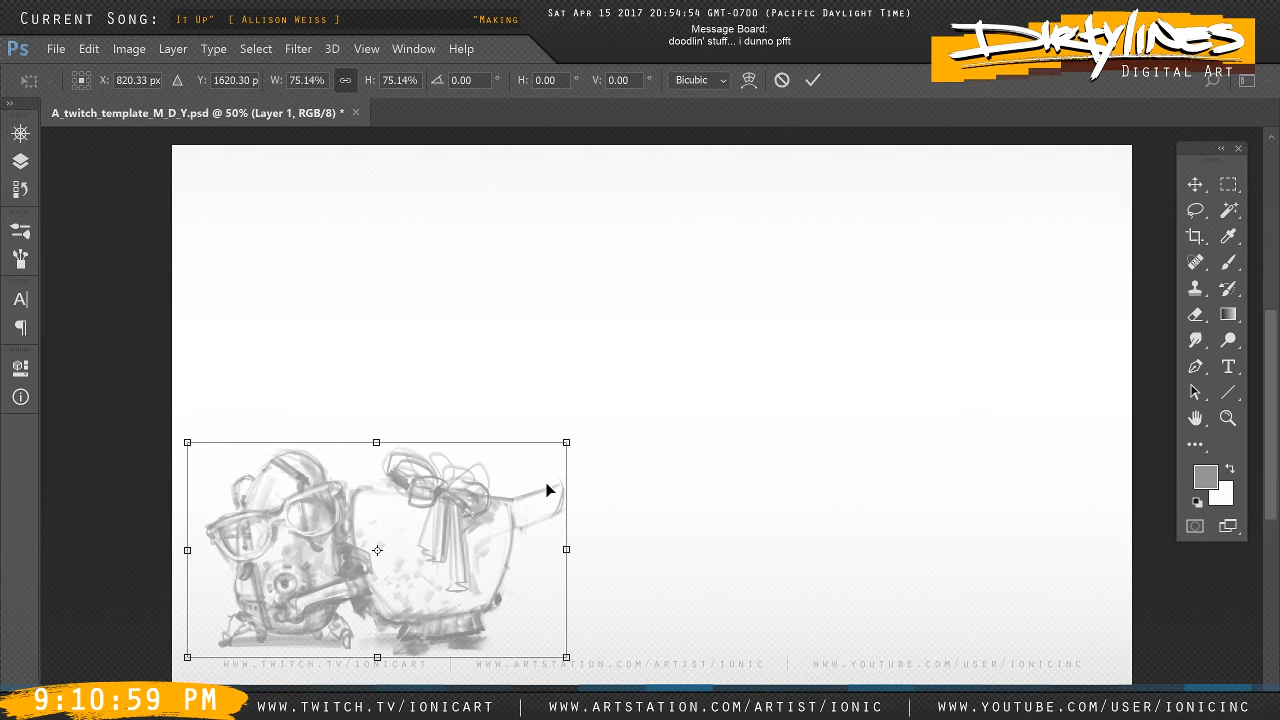 Current Song: It Up" [ Allison Weiss ] "Making
Sat Apr 15 2017 20:54:54 GMT-0700 (Pacific Daylight Time)
Message Board:
doodlin' stuff... i dunno pfft
Dirtylines
Digital Art
Ps File Edit Image Layer Type Select Filter 3D View Window Help
X: 820.33 px Y: 1620.30 p W: 75.14% H: 75.14% 0.00 ° H: 0.00 ° V: 0.00 ° Bicubic
A_twitch_template_M_D_Y.psd @ 50% (Layer 1, RGB/8) *
www.twitch.tv/ionicart | www.artstation.com/artist/ionic | www.youtube.com/user/ionicinc
9:10:59 PM
www.twitch.tv/ionicart | www.artstation.com/artist/ionic | www.youtube.com/user/ionicinc